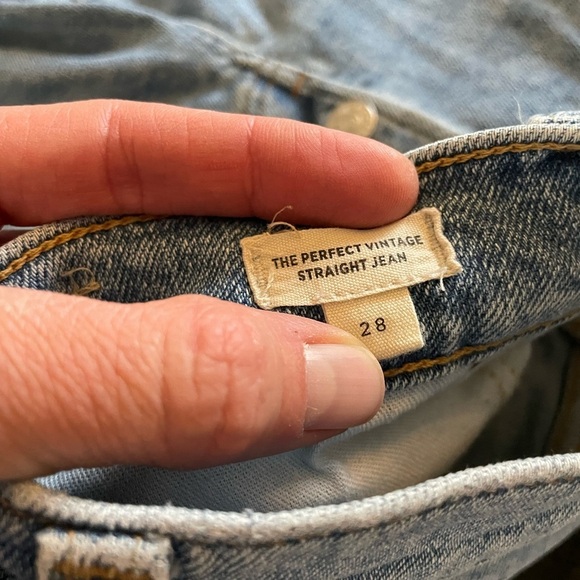 THE PERFECT VINTAGE
STRAIGHT JEAN
28